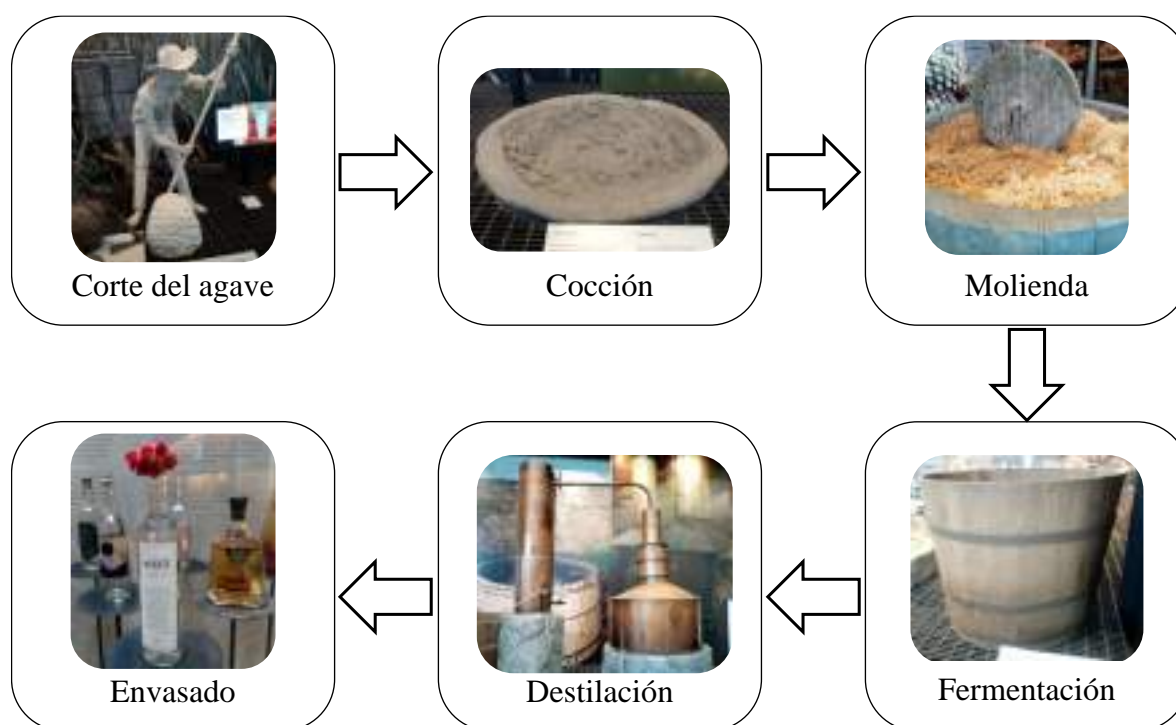 Corte del agave
Cocción
Molienda
Fermentación
Destilación
Envasado